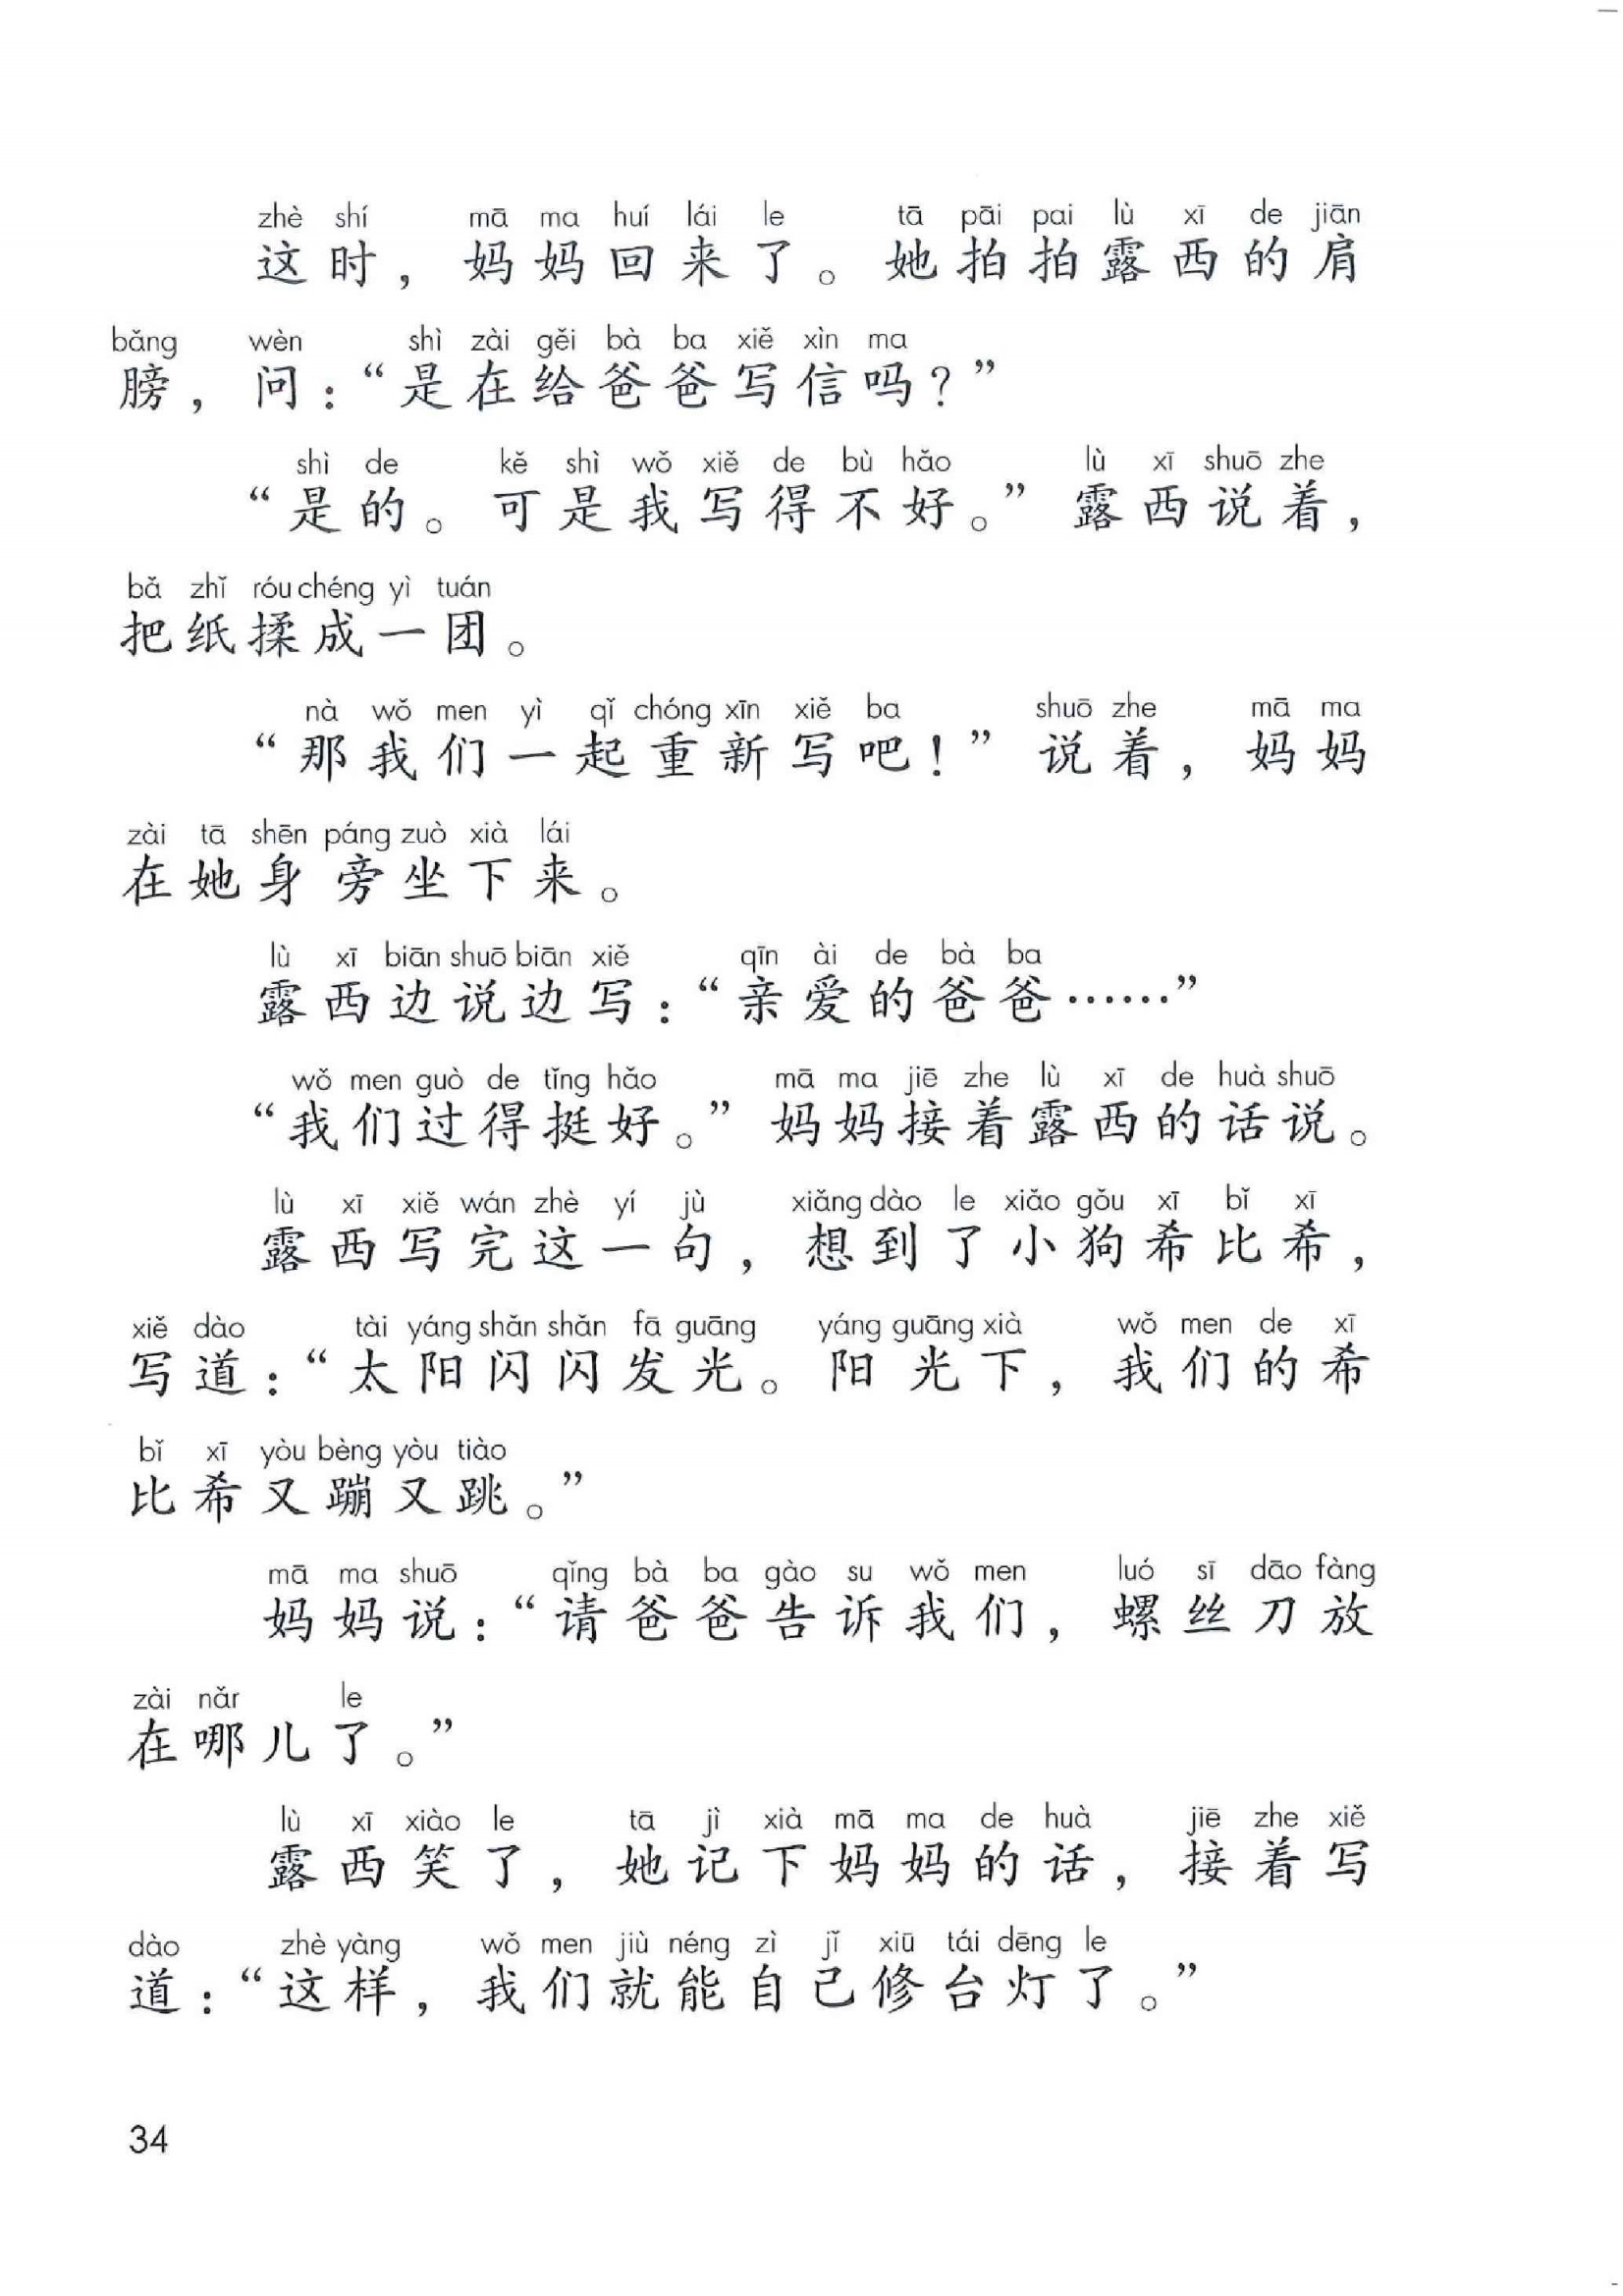 zhè shí mā ma huí lái le tā pāi pai lù xī de jiān
这时，妈妈回来了。她拍拍露西的肩
bǎng wèn shì zài gěi bà ba xiě xìn ma
膀，问：“是在给爸爸写信吗？”
shì de kě shì wǒ xiě de bù hǎo lù xī shuō zhe
“是的。可是我写得不好。”露西说着，
bǎ zhǐ róu chéng yì tuán
把纸揉成一团。
nà wǒ men yì qǐ chóng xīn xiě ba shuō zhe mā ma
“那我们一起重新写吧！”说着，妈妈
zài tā shēn páng zuò xià lái
在她身旁坐下来。
lù xī biān shuō biān xiě qīn ài de bà ba
露西边说边写：“亲爱的爸爸……”
wǒ men guò de tǐng hǎo mā ma jiē zhe lù xī de huà shuō
“我们过得挺好。”妈妈接着露西的话说。
lù xī xiě wán zhè yí jù xiǎng dào le xiǎo gǒu xī bǐ xī
露西写完这一句，想到了小狗希比希，
xiě dào tài yáng shǎn shǎn fā guāng yáng guāng xià wǒ men de xī
写道：“太阳闪闪发光。阳光下，我们的希
bǐ xī yòu bèng yòu tiào
比希又蹦又跳。”
mā ma shuō qǐng bà ba gào su wǒ men luó sī dāo fàng
妈妈说：“请爸爸告诉我们，螺丝刀放
zài nǎr le
在哪儿了。”
lù xī xiào le tā jì xià mā ma de huà jiē zhe xiě
露西笑了，她记下妈妈的话，接着写
dào zhè yàng wǒ men jiù néng zì jǐ xiū tái dēng le
道：“这样，我们就能自己修台灯了。”
34